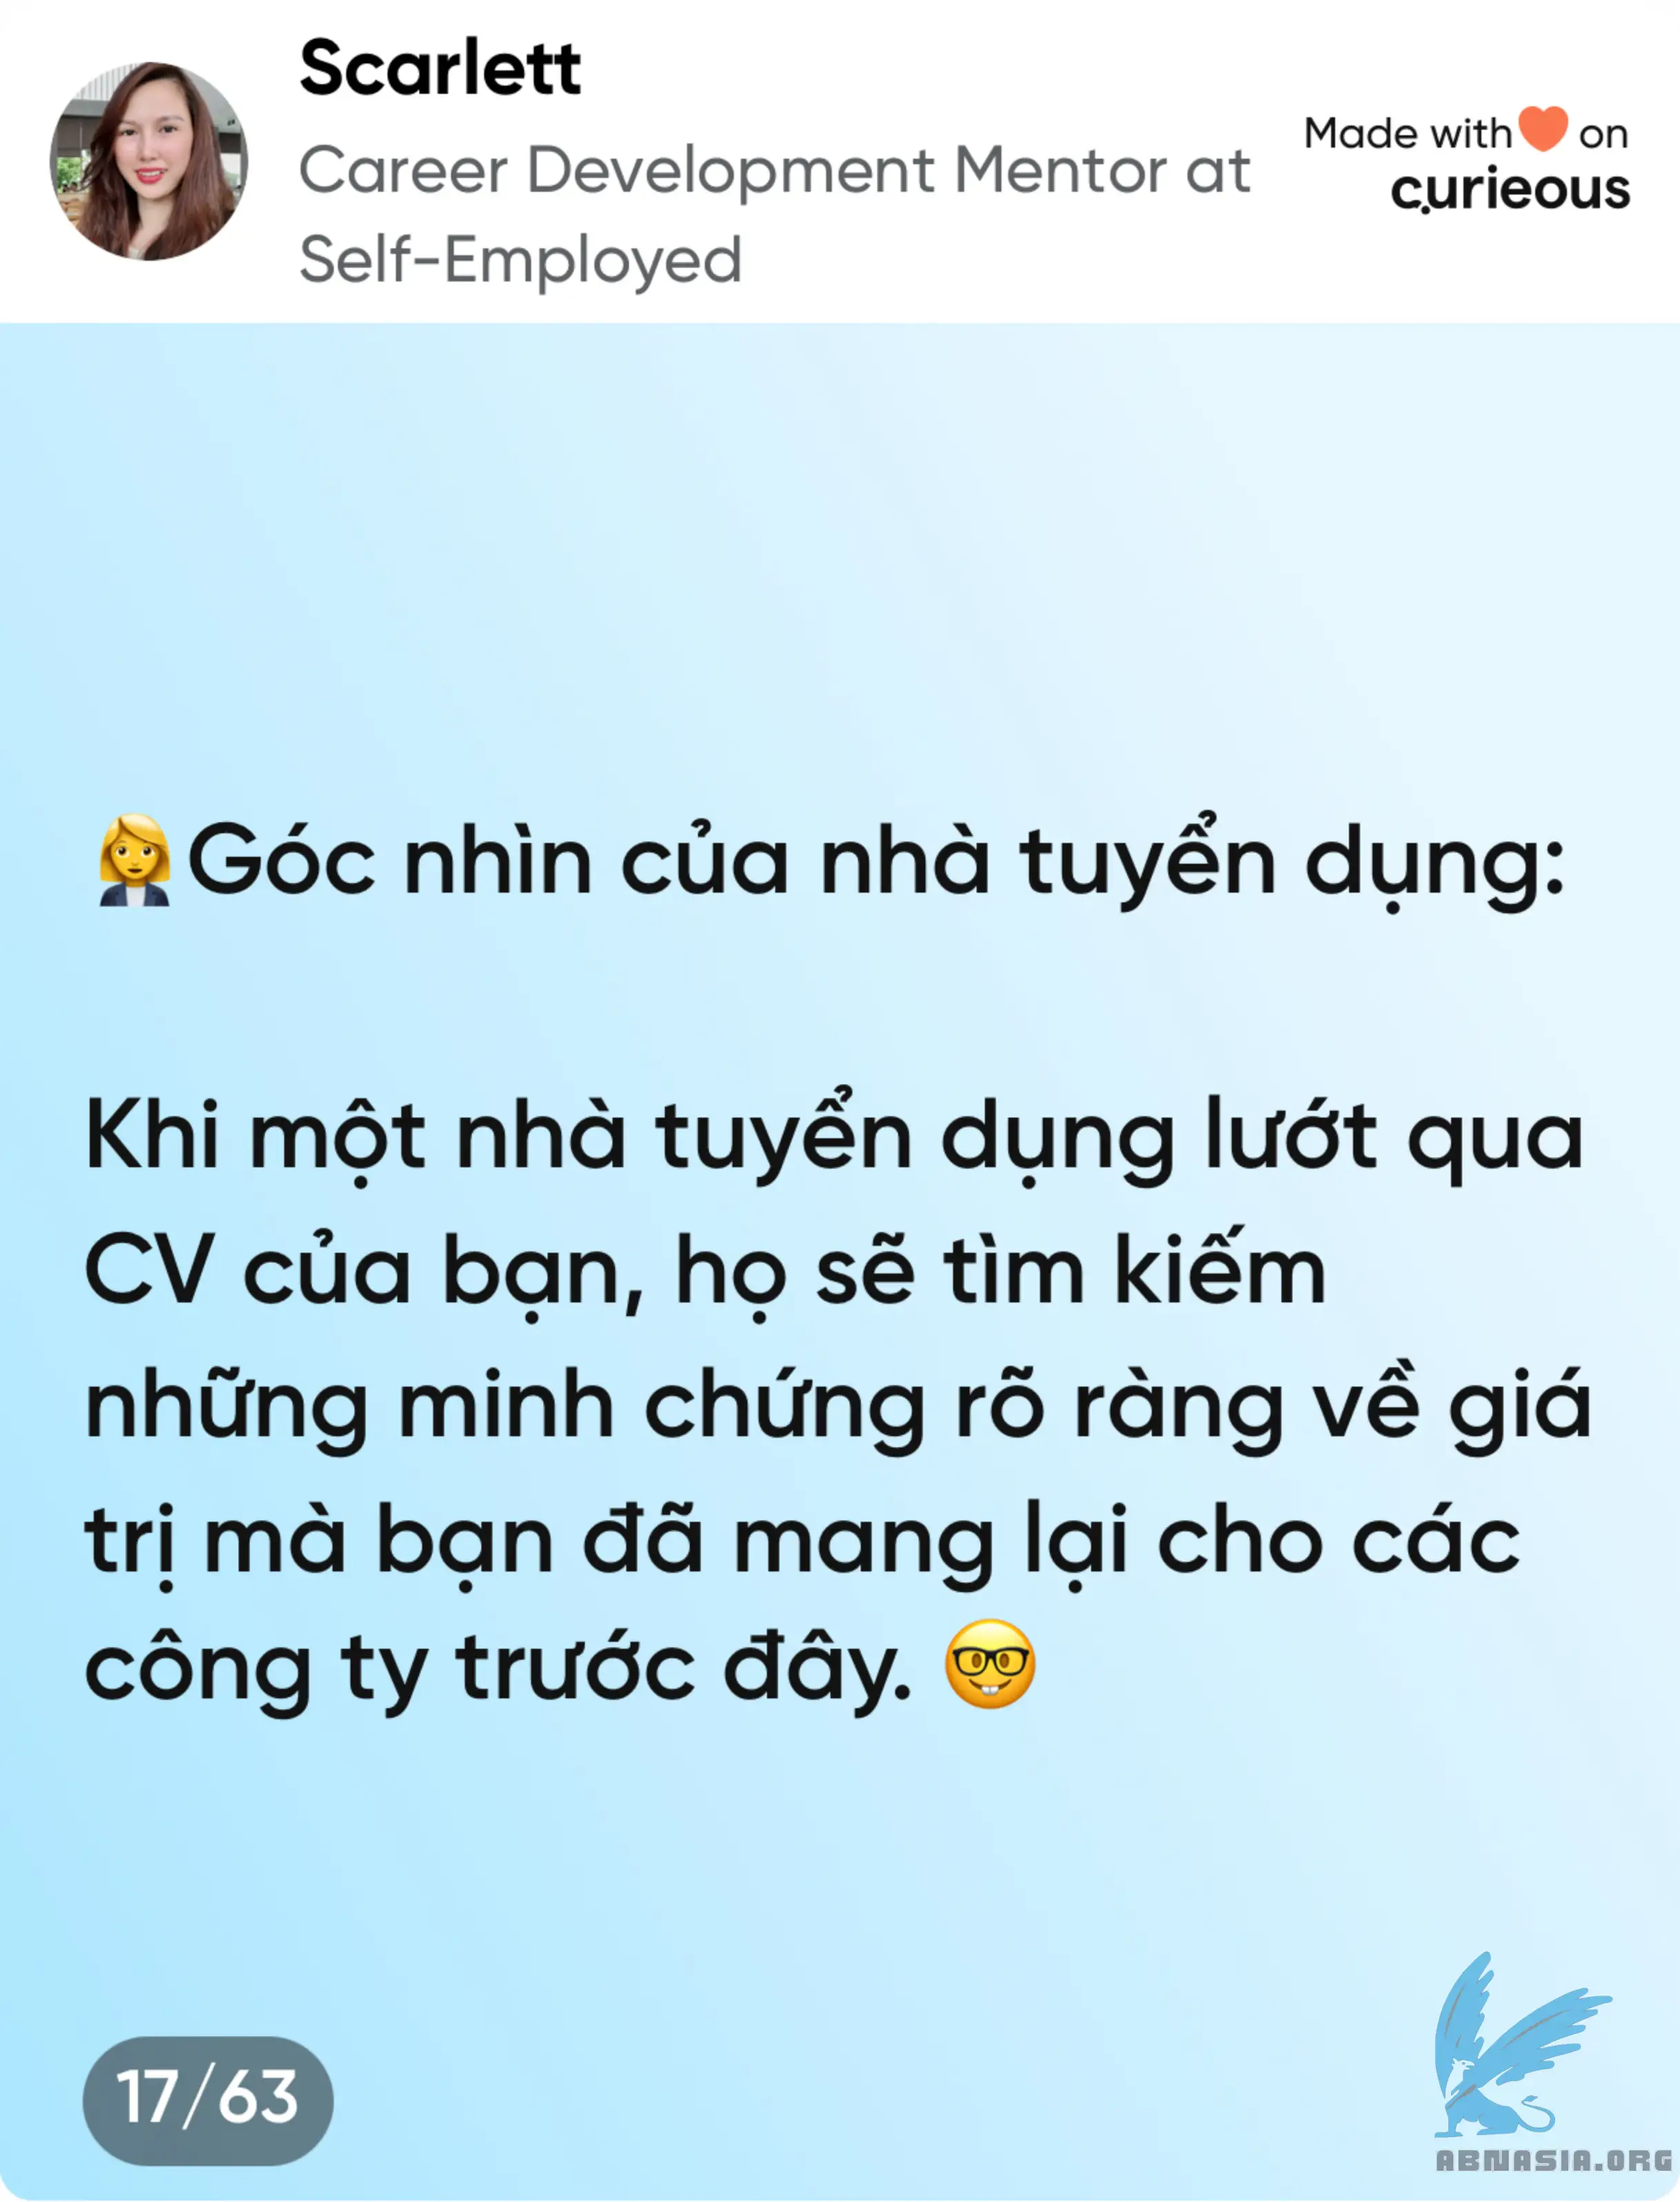 Scarlett
Career Development Mentor at
Self-Employed
Made with🧡on
curieous
👩‍💼Góc nhìn của nhà tuyển dụng:
Khi một nhà tuyển dụng lướt qua
CV của bạn, họ sẽ tìm kiếm
những minh chứng rõ ràng về giá
trị mà bạn đã mang lại cho các
công ty trước đây. 🤓
17/63
ABNASIA.ORG